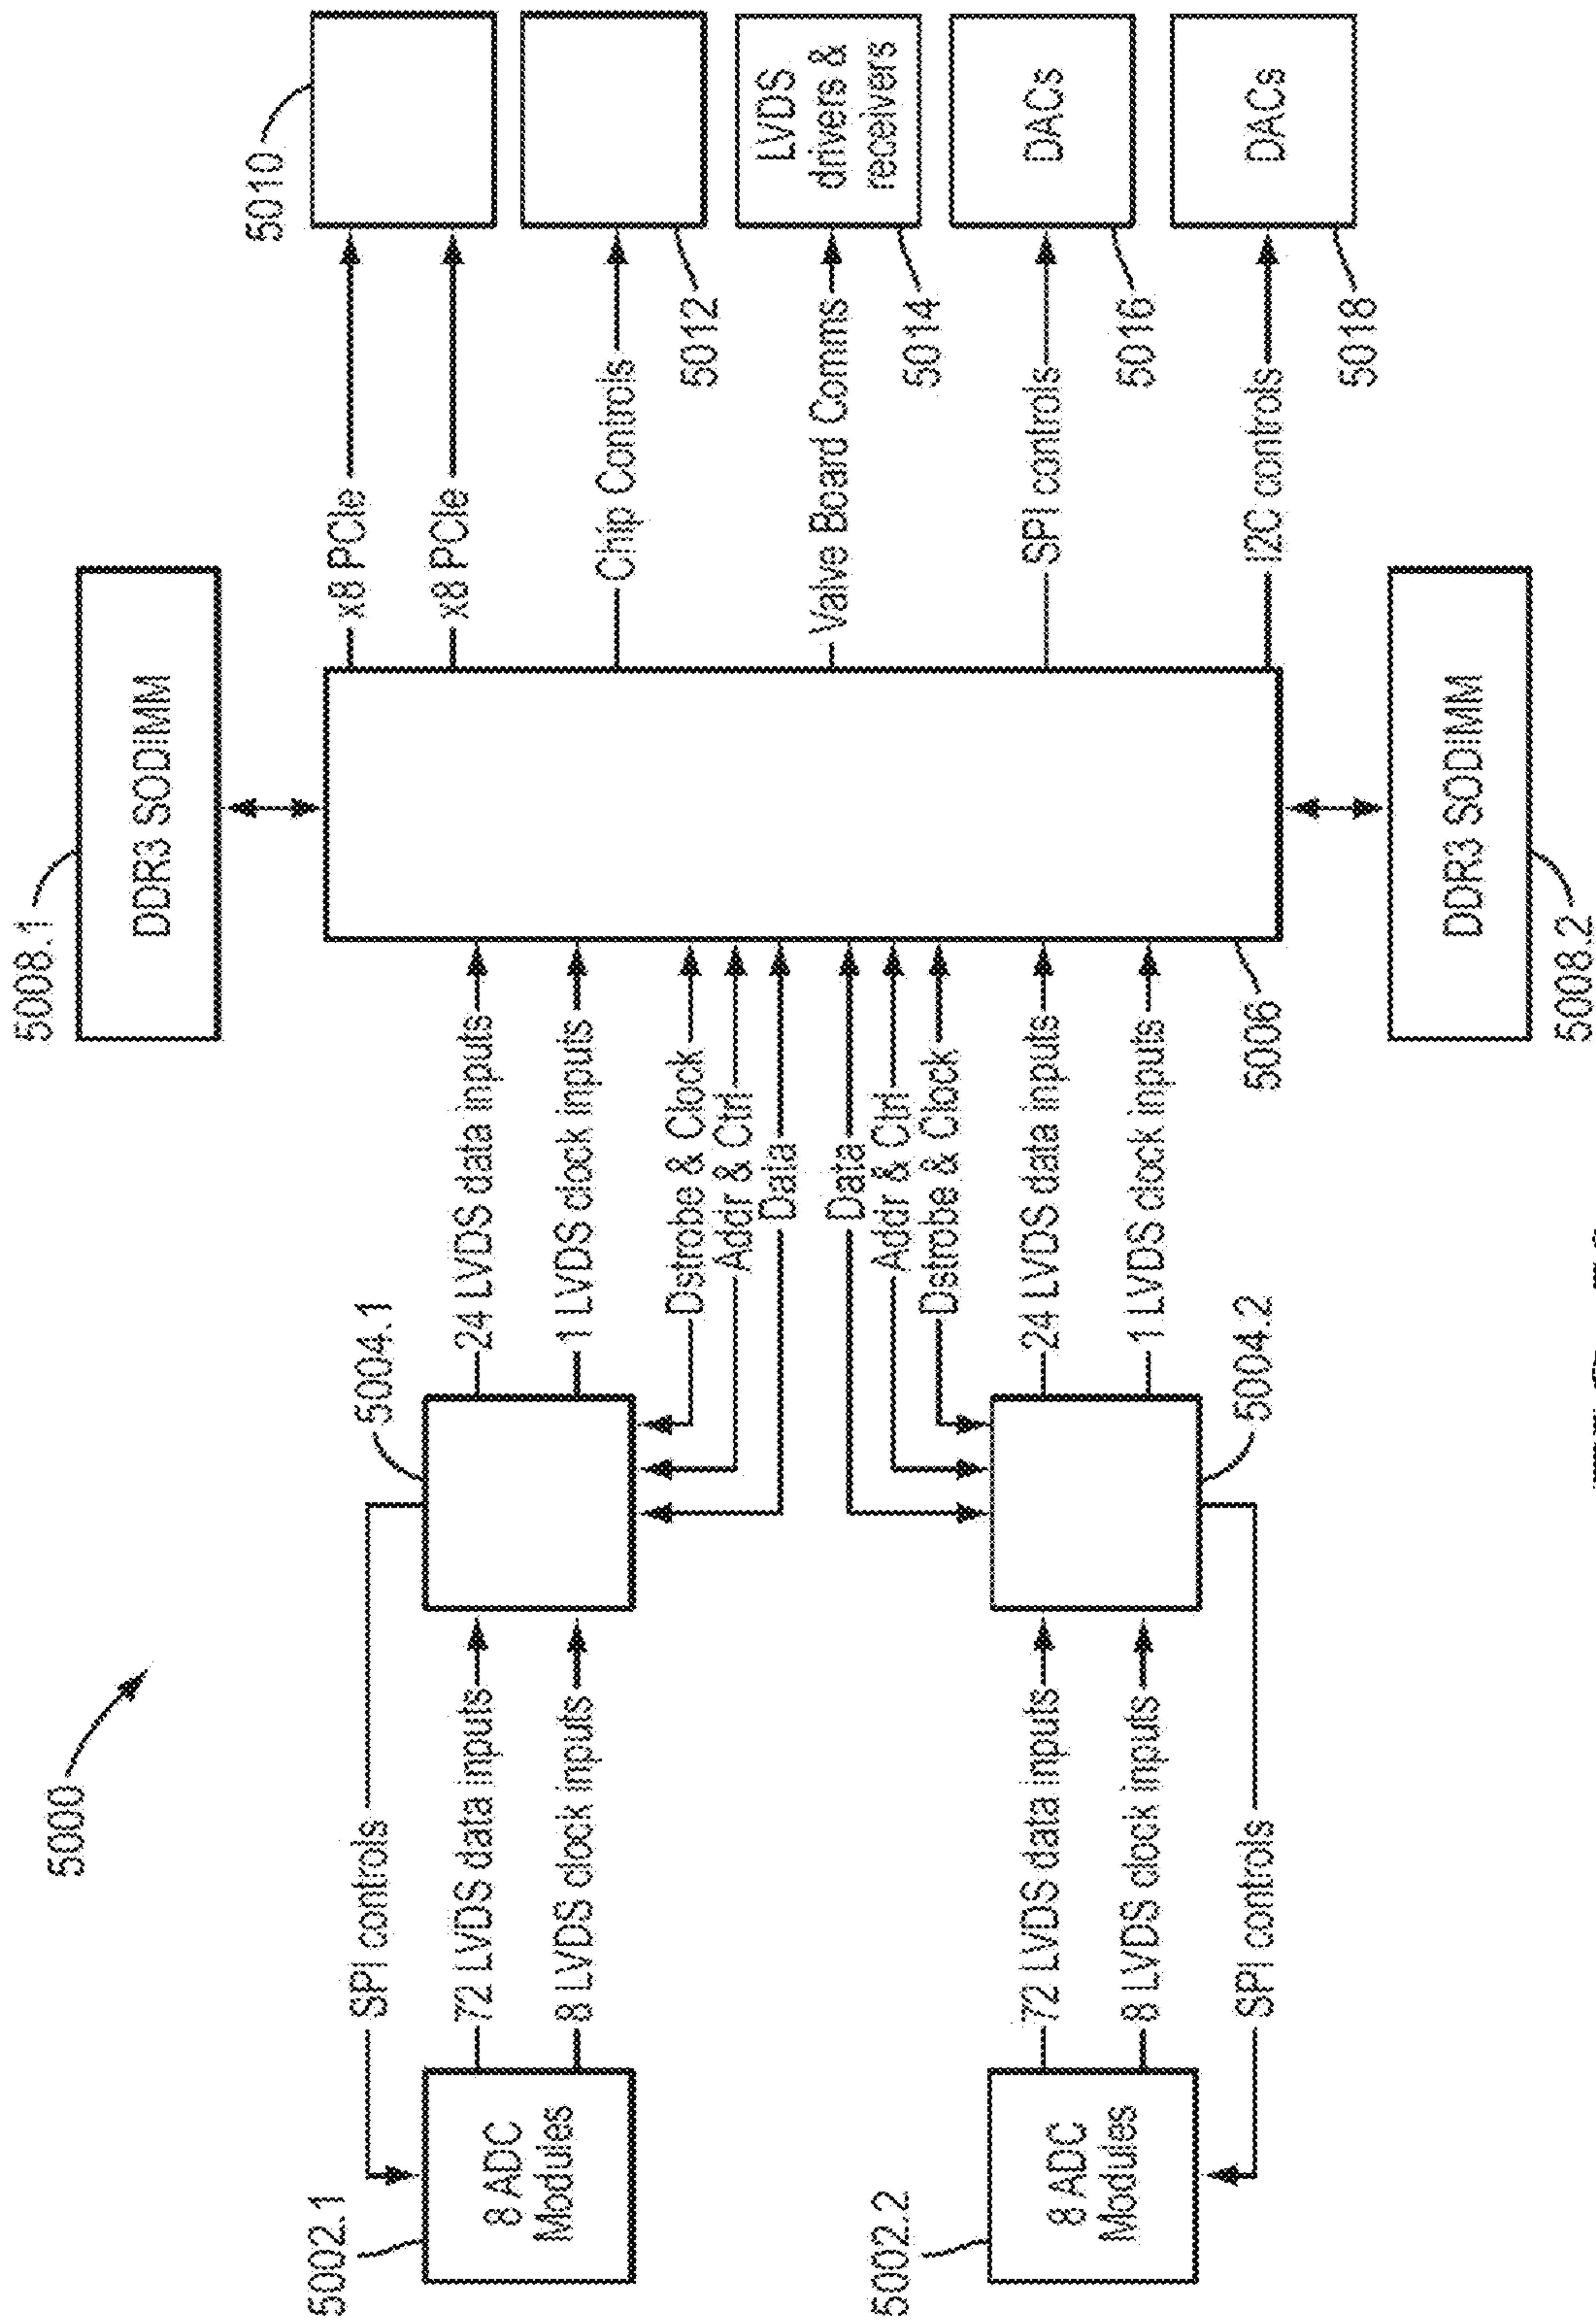 5000
5008.1
DDR3 SODIMM
5002.1
8 ADC
Modules
SPI controls
72 LVDS data inputs
8 LVDS clock inputs
5004.1
24 LVDS data inputs
1 LVDS clock inputs
Dstrobe & Clock
Addr & Ctrl
Data
Data
Addr & Ctrl
Dstrobe & Clock
24 LVDS data inputs
1 LVDS clock inputs
5002.2
8 ADC
Modules
72 LVDS data inputs
8 LVDS clock inputs
SPI controls
5004.2
5006
5008.2
DDR3 SODIMM
x8 PCIe
x8 PCIe
5010
Chip Controls
5012
Valve Board Comms
LVDS
drivers &
receivers
5014
SPI controls
DACs
5016
I2C controls
DACs
5018